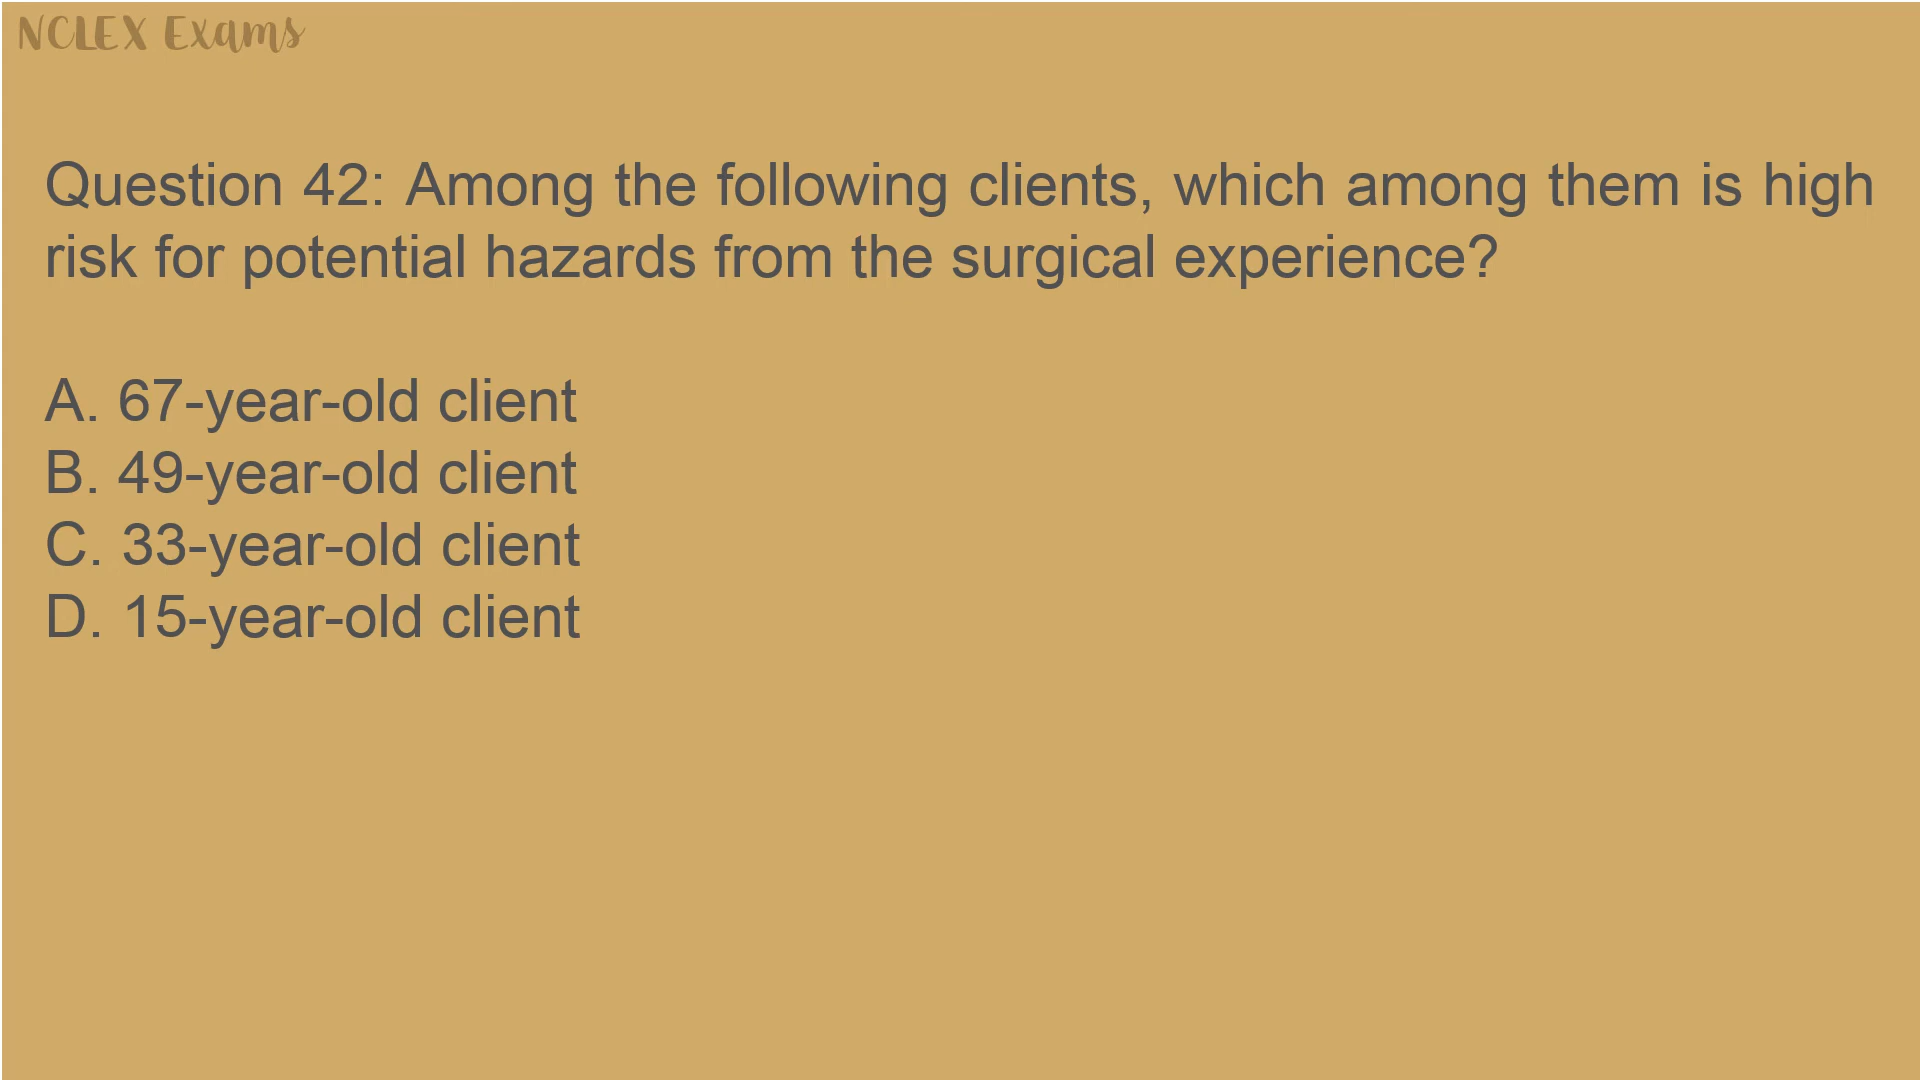 NCLEX Exams
Question 42: Among the following clients, which among them is high
risk for potential hazards from the surgical experience?
A. 67-year-old client
B. 49-year-old client
C. 33-year-old client
D. 15-year-old client